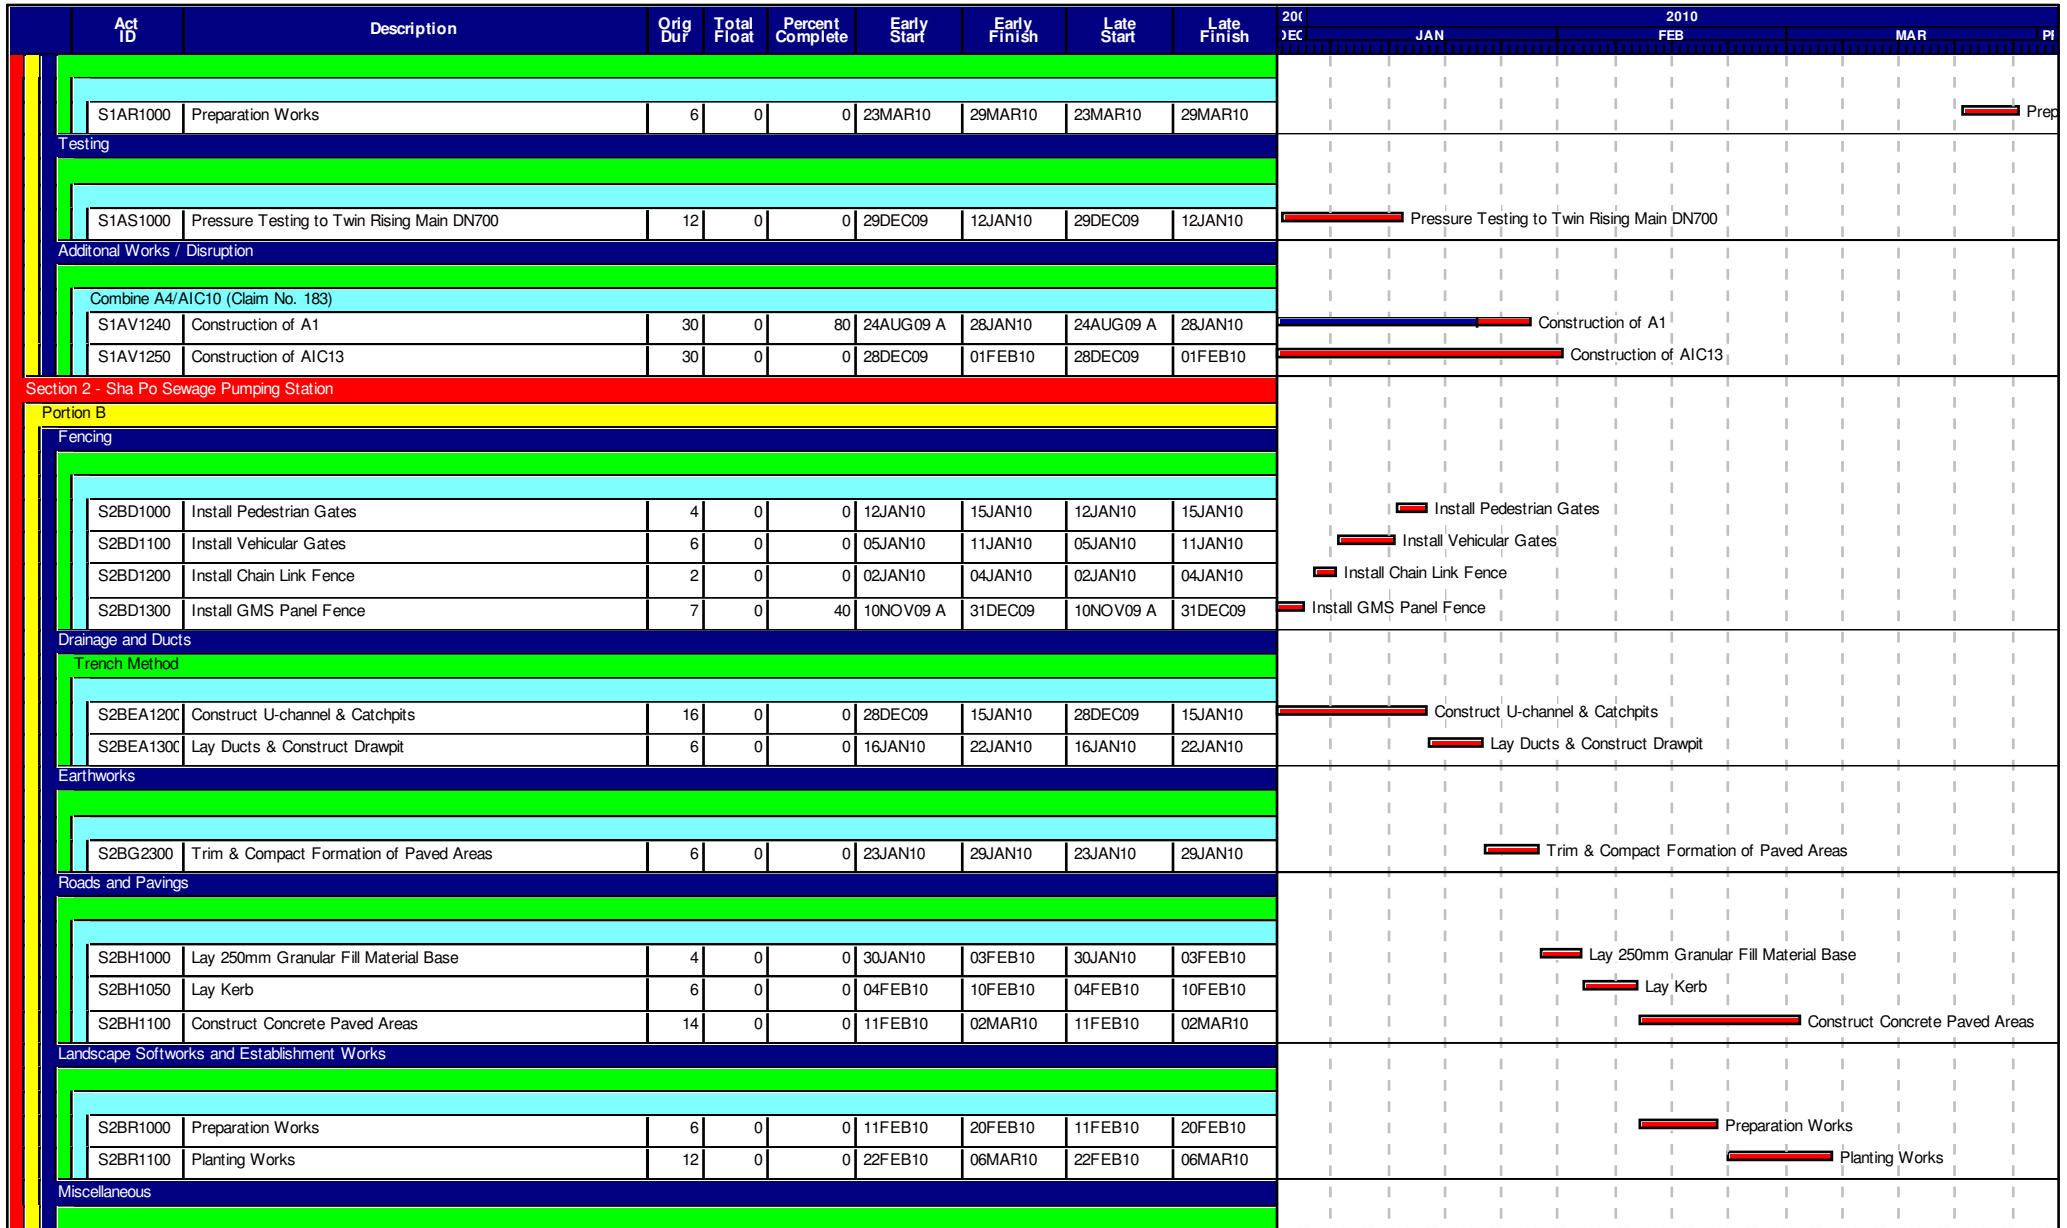 Act ID Description Orig Dur Total Float Percent Complete Early Start Early Finish Late Start Late Finish 200 2010
DEC JAN FEB MAR
S1AR1000 Preparation Works 6 0 0 23MAR10 29MAR10 23MAR10 29MAR10 Prep
Testing
S1AS1000 Pressure Testing to Twin Rising Main DN700 12 0 0 29DEC09 12JAN10 29DEC09 12JAN10 Pressure Testing to Twin Rising Main DN700
Additonal Works / Disruption
Combine A4/AIC10 (Claim No. 183)
S1AV1240 Construction of A1 30 0 80 24AUG09 A 28JAN10 24AUG09 A 28JAN10 Construction of A1
S1AV1250 Construction of AIC13 30 0 0 28DEC09 01FEB10 28DEC09 01FEB10 Construction of AIC13
Section 2 - Sha Po Sewage Pumping Station
Portion B
Fencing
S2BD1000 Install Pedestrian Gates 4 0 0 12JAN10 15JAN10 12JAN10 15JAN10 Install Pedestrian Gates
S2BD1100 Install Vehicular Gates 6 0 0 05JAN10 11JAN10 05JAN10 11JAN10 Install Vehicular Gates
S2BD1200 Install Chain Link Fence 2 0 0 02JAN10 04JAN10 02JAN10 04JAN10 Install Chain Link Fence
S2BD1300 Install GMS Panel Fence 7 0 40 10NOV09 A 31DEC09 10NOV09 A 31DEC09 Install GMS Panel Fence
Drainage and Ducts
Trench Method
S2BEA1200 Construct U-channel & Catchpits 16 0 0 28DEC09 15JAN10 28DEC09 15JAN10 Construct U-channel & Catchpits
S2BEA1300 Lay Ducts & Construct Drawpit 6 0 0 16JAN10 22JAN10 16JAN10 22JAN10 Lay Ducts & Construct Drawpit
Earthworks
S2BG2300 Trim & Compact Formation of Paved Areas 6 0 0 23JAN10 29JAN10 23JAN10 29JAN10 Trim & Compact Formation of Paved Areas
Roads and Pavings
S2BH1000 Lay 250mm Granular Fill Material Base 4 0 0 30JAN10 03FEB10 30JAN10 03FEB10 Lay 250mm Granular Fill Material Base
S2BH1050 Lay Kerb 6 0 0 04FEB10 10FEB10 04FEB10 10FEB10 Lay Kerb
S2BH1100 Construct Concrete Paved Areas 14 0 0 11FEB10 02MAR10 11FEB10 02MAR10 Construct Concrete Paved Areas
Landscape Softworks and Establishment Works
S2BR1000 Preparation Works 6 0 0 11FEB10 20FEB10 11FEB10 20FEB10 Preparation Works
S2BR1100 Planting Works 12 0 0 22FEB10 06MAR10 22FEB10 06MAR10 Planting Works
Miscellaneous